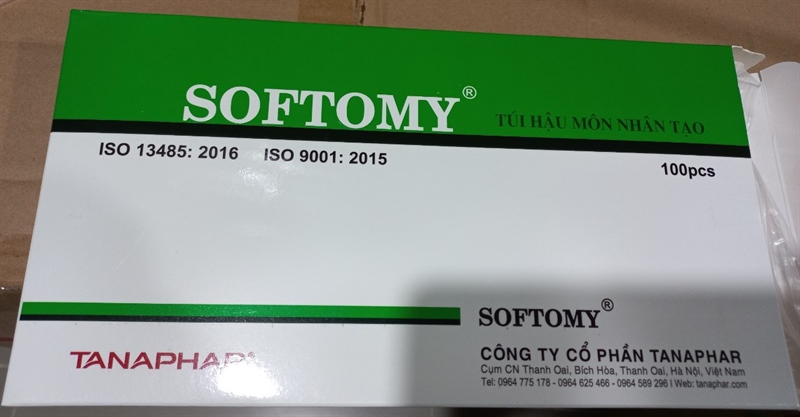 SOFTOMY® TÚI HẬU MÔN NHÂN TẠO
ISO 13485: 2016 ISO 9001: 2015
100pcs
SOFTOMY®
TANAPHAR
CÔNG TY CỔ PHẦN TANAPHAR
Cụm CN Thanh Oai, Bích Hòa, Thanh Oai, Hà Nội, Việt Nam
Tel: 0964 775 178 - 0964 625 466 - 0964 589 296 I Web: tanaphar.com